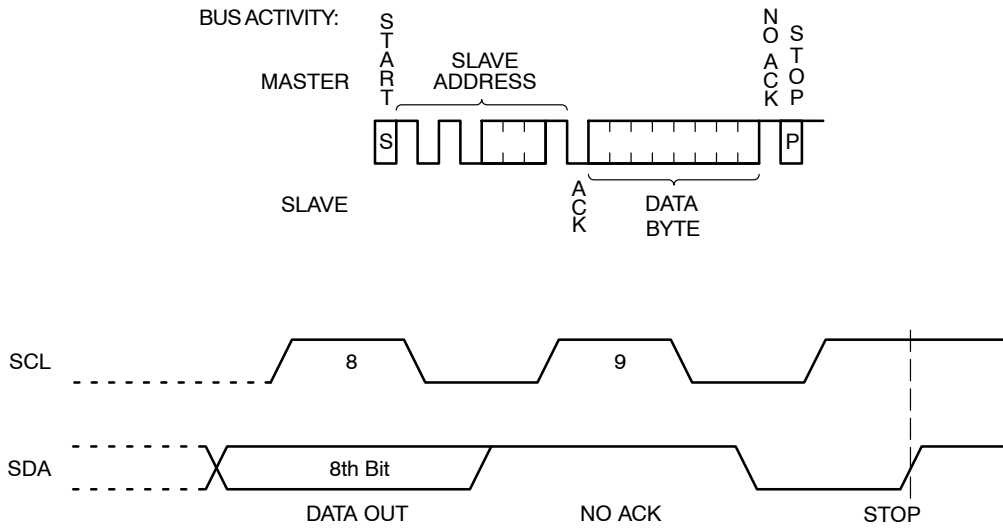 BUS ACTIVITY:
MASTER
START
SLAVE
ADDRESS
NO ACK
STOP
S
P
SLAVE
ACK
DATA
BYTE
SCL
8
9
SDA
8th Bit
DATA OUT
NO ACK
STOP